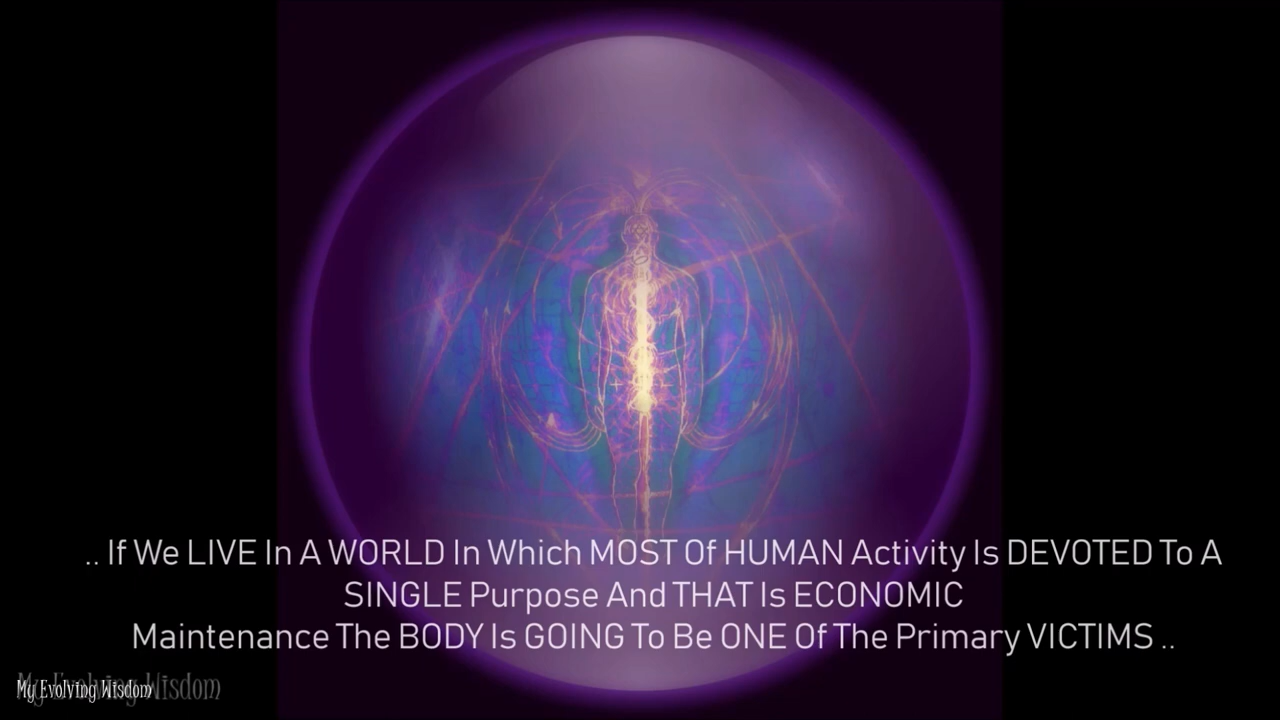 .. If We LIVE In A WORLD In Which MOST Of HUMAN Activity Is DEVOTED To A
SINGLE Purpose And THAT Is ECONOMIC
Maintenance The BODY Is GOING To Be ONE Of The Primary VICTIMS ..
My Evolving Wisdom